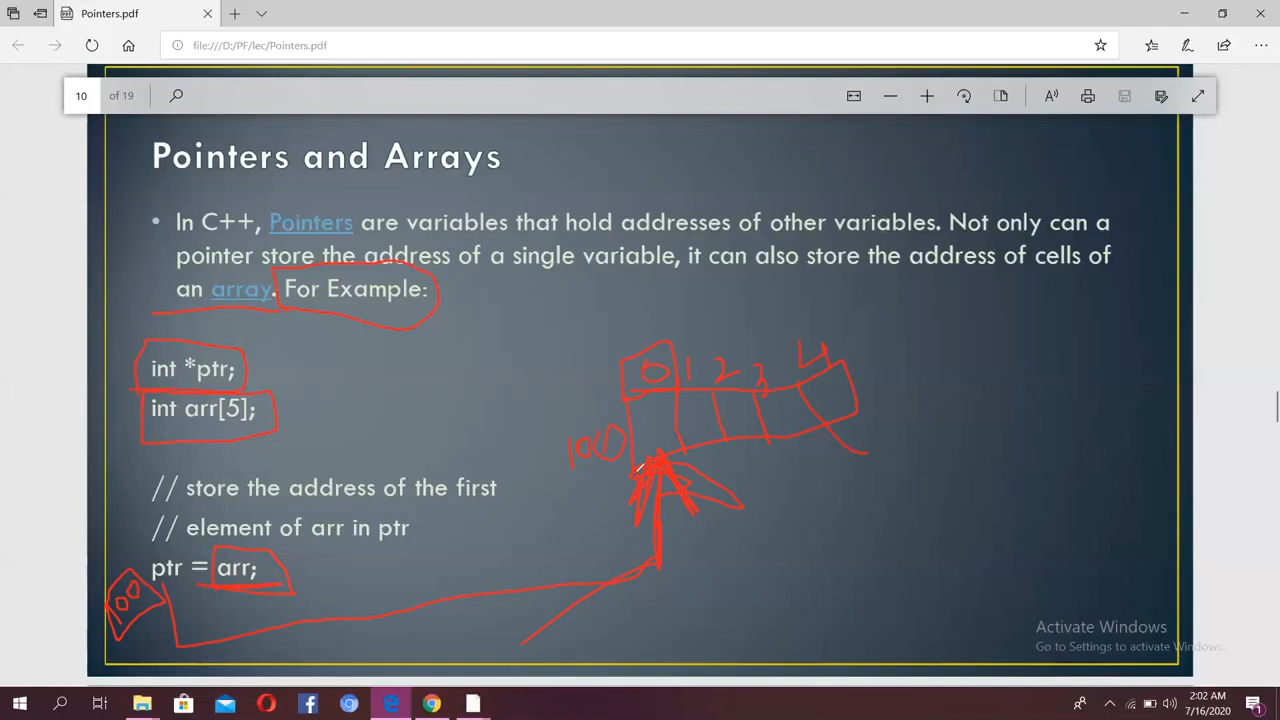 Pointers.pdf
file:///D:/PF/lec/Pointers.pdf
10 of 19
Pointers and Arrays
• In C++, Pointers are variables that hold addresses of other variables. Not only can a
pointer store the address of a single variable, it can also store the address of cells of
an array. For Example:
int *ptr;
int arr[5];
0 1 2 3 4
// store the address of the first
// element of arr in ptr
ptr = arr;
Activate Windows
Go to Settings to activate Windows.
2:02 AM
7/16/2020
1